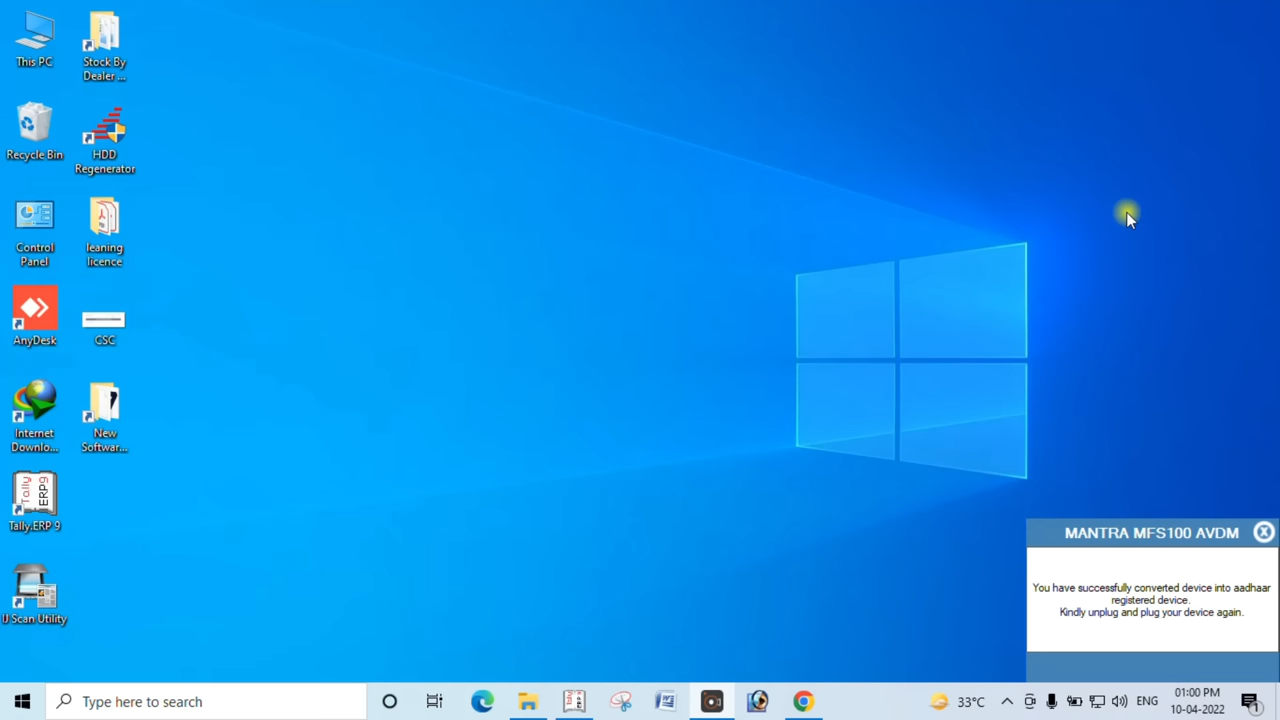 This PC
Stock By
Dealer ...
Recycle Bin
HDD
Regenerator
Control
Panel
leaning
licence
AnyDesk
CSC
Internet
Downlo...
New
Softwar...
Tally
ERP9
Tally.ERP 9
IJ Scan Utility
MANTRA MFS100 AVDM
You have successfully converted device into aadhaar
registered device.
Kindly unplug and plug your device again.
Type here to search
33°C
ENG
01:00 PM
10-04-2022
1